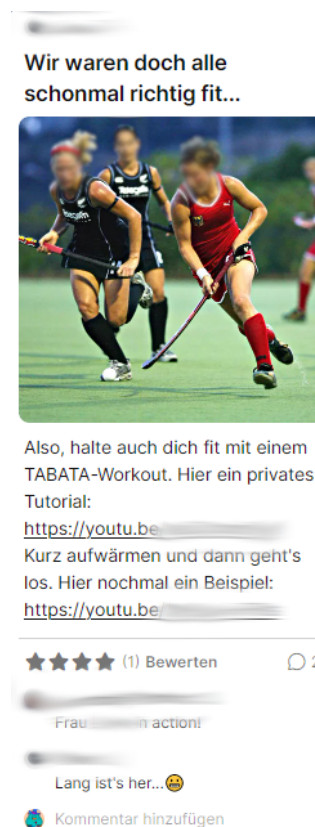 Wir waren doch alle
schonmal richtig fit...
Telecom
Also, halte auch dich fit mit einem
TABATA-Workout. Hier ein privates
Tutorial:
https://youtu.be
Kurz aufwärmen und dann geht's
los. Hier nochmal ein Beispiel:
https://youtu.be/
(1) Bewerten
2
Frau n action!
Lang ist's her...😬
Kommentar hinzufügen